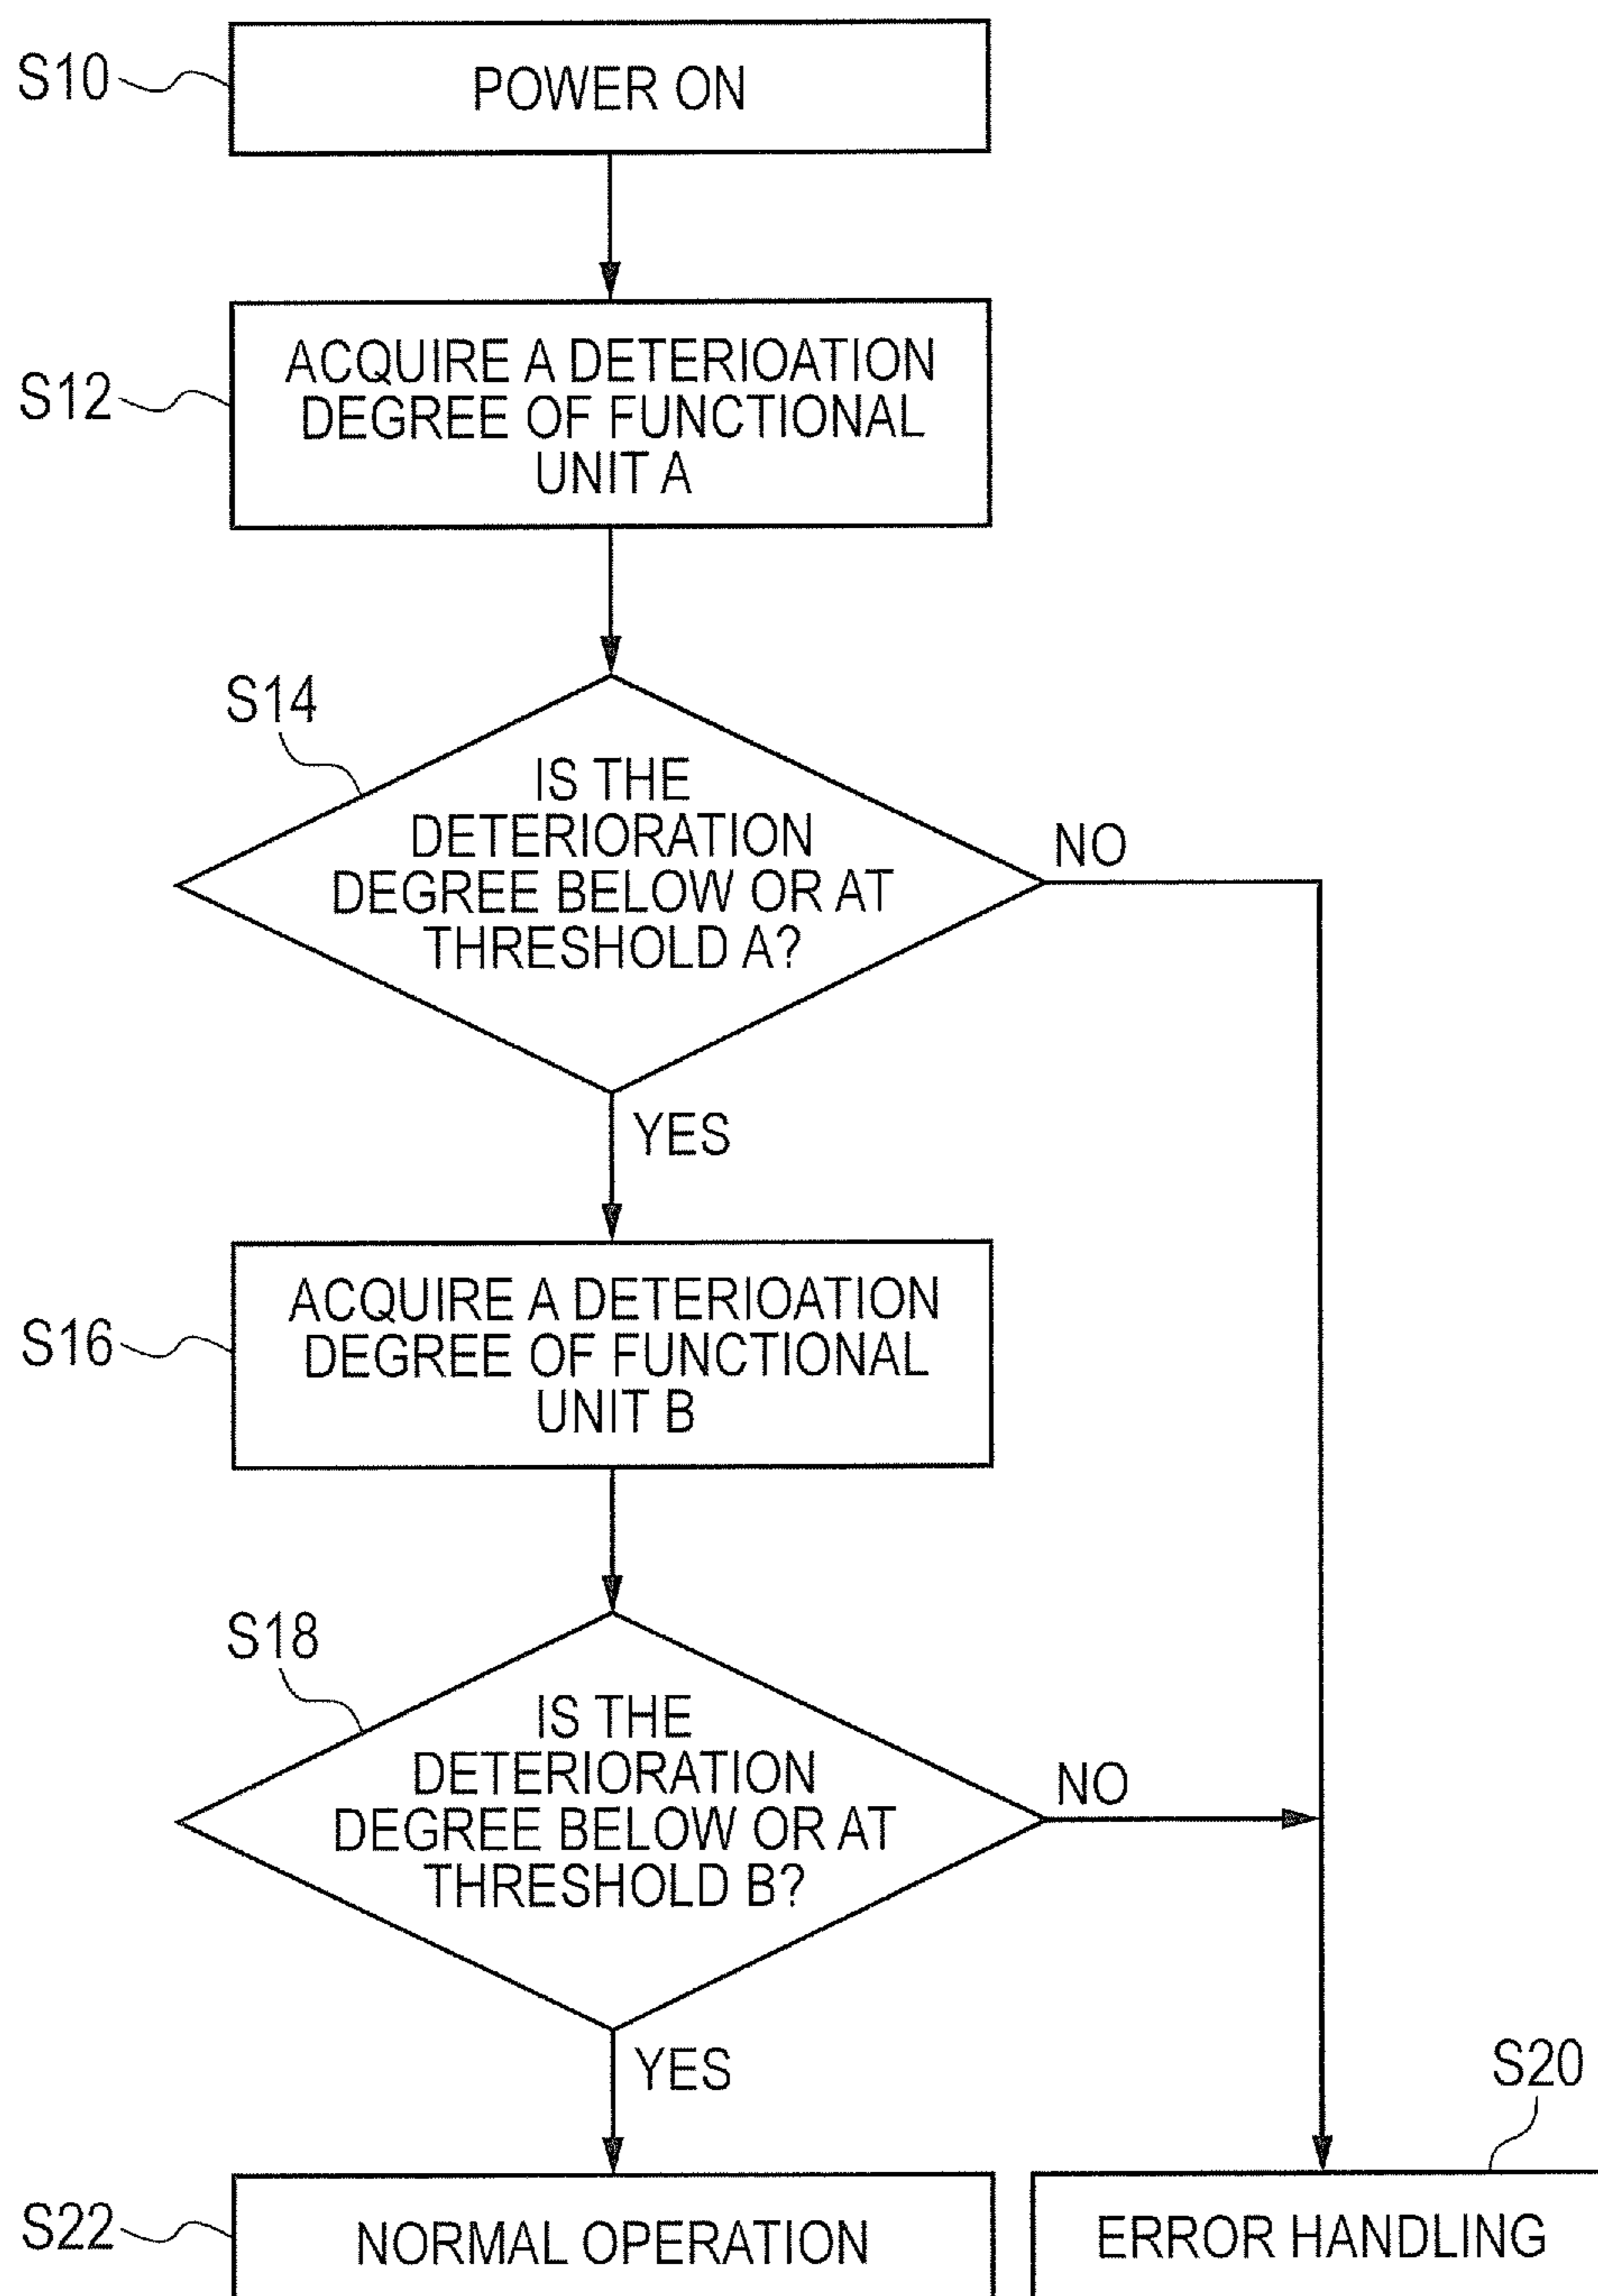 S10
POWER ON
S12
ACQUIRE A DETERIOATION
DEGREE OF FUNCTIONAL
UNIT A
S14
IS THE
DETERIORATION
DEGREE BELOW OR AT
THRESHOLD A?
NO
YES
S16
ACQUIRE A DETERIOATION
DEGREE OF FUNCTIONAL
UNIT B
S18
IS THE
DETERIORATION
DEGREE BELOW OR AT
THRESHOLD B?
NO
YES
S20
S22
NORMAL OPERATION
ERROR HANDLING